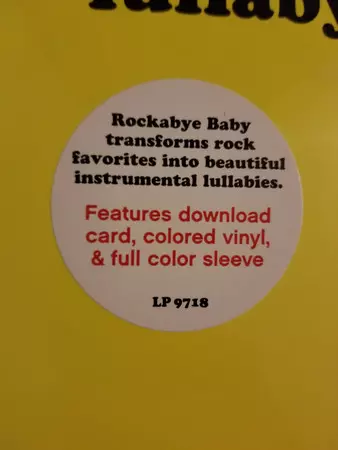 lullaby
Rockabye Baby
transforms rock
favorites into beautiful
instrumental lullabies.
Features download
card, colored vinyl,
& full color sleeve
LP 9718